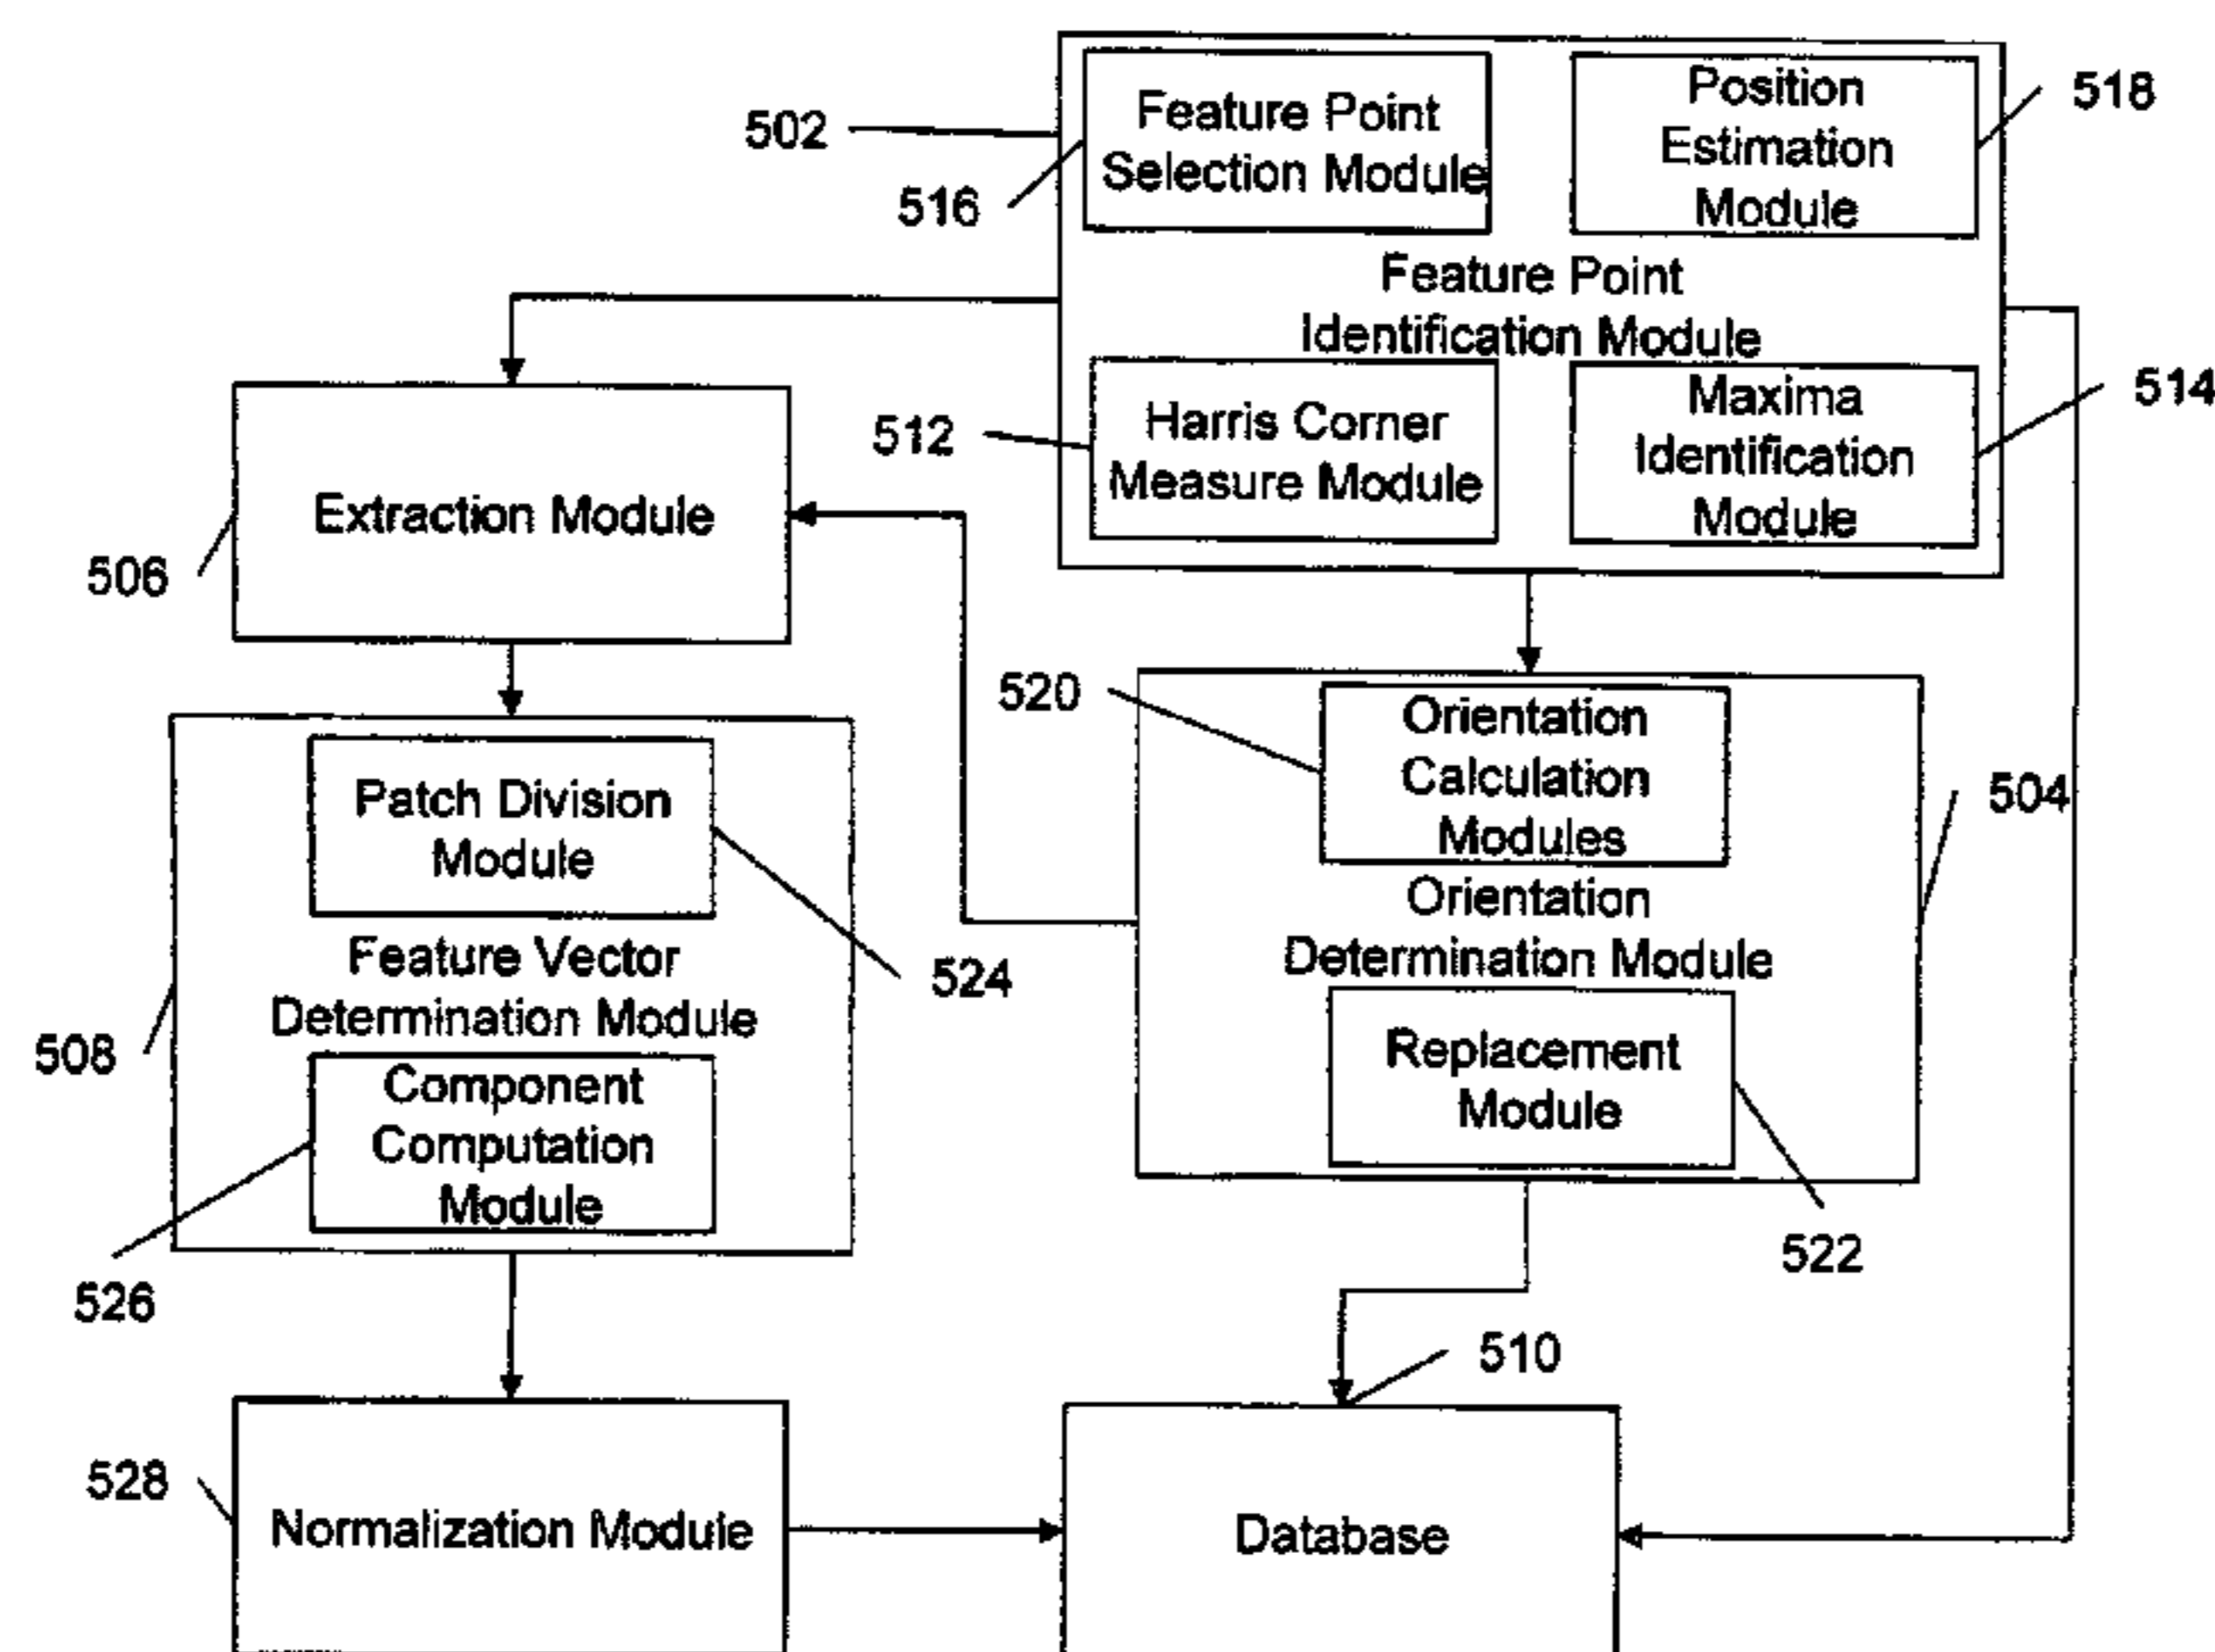 502
516
Feature Point
Selection Module
Position
Estimation
Module
518
Feature Point
Identification Module
512
Harris Corner
Measure Module
Maxima
Identification
Module
514
Extraction Module
506
520
Orientation
Calculation
Modules
504
Orientation
Determination Module
Replacement
Module
522
Patch Division
Module
524
Feature Vector
Determination Module
508
Component
Computation
Module
526
528
Normalization Module
510
Database